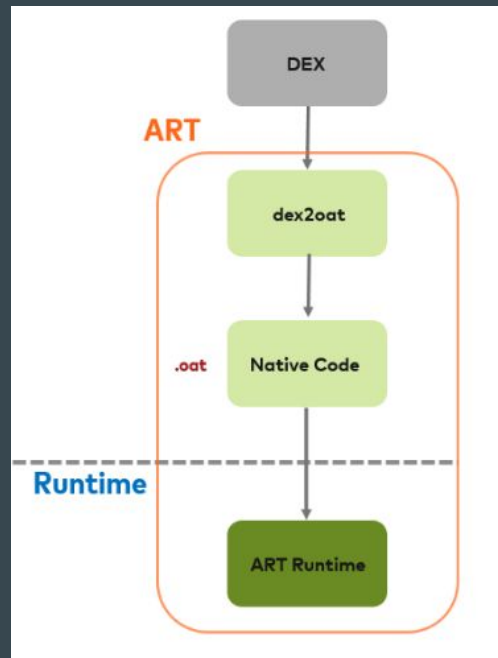 DEX
ART
dex2oat
.oat
Native Code
Runtime
ART Runtime